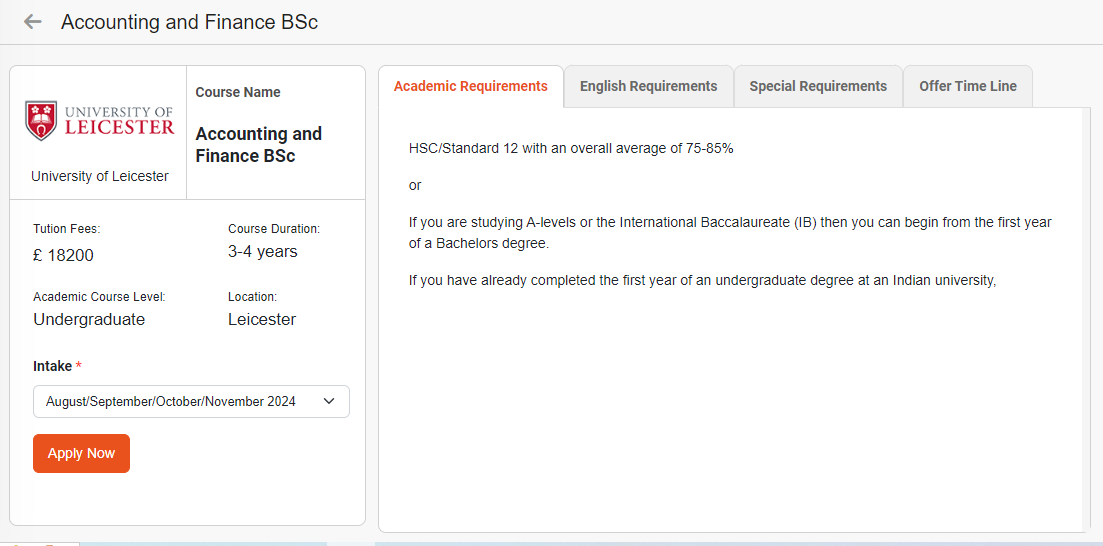 Accounting and Finance BSc
UNIVERSITY OF
LEICESTER
University of Leicester
Course Name
Accounting and
Finance BSc
Tution Fees:
£ 18200
Course Duration:
3-4 years
Academic Course Level:
Undergraduate
Location:
Leicester
Intake *
August/September/October/November 2024
Apply Now
Academic Requirements
English Requirements
Special Requirements
Offer Time Line
HSC/Standard 12 with an overall average of 75-85%
or
If you are studying A-levels or the International Baccalaureate (IB) then you can begin from the first year
of a Bachelors degree.
If you have already completed the first year of an undergraduate degree at an Indian university,